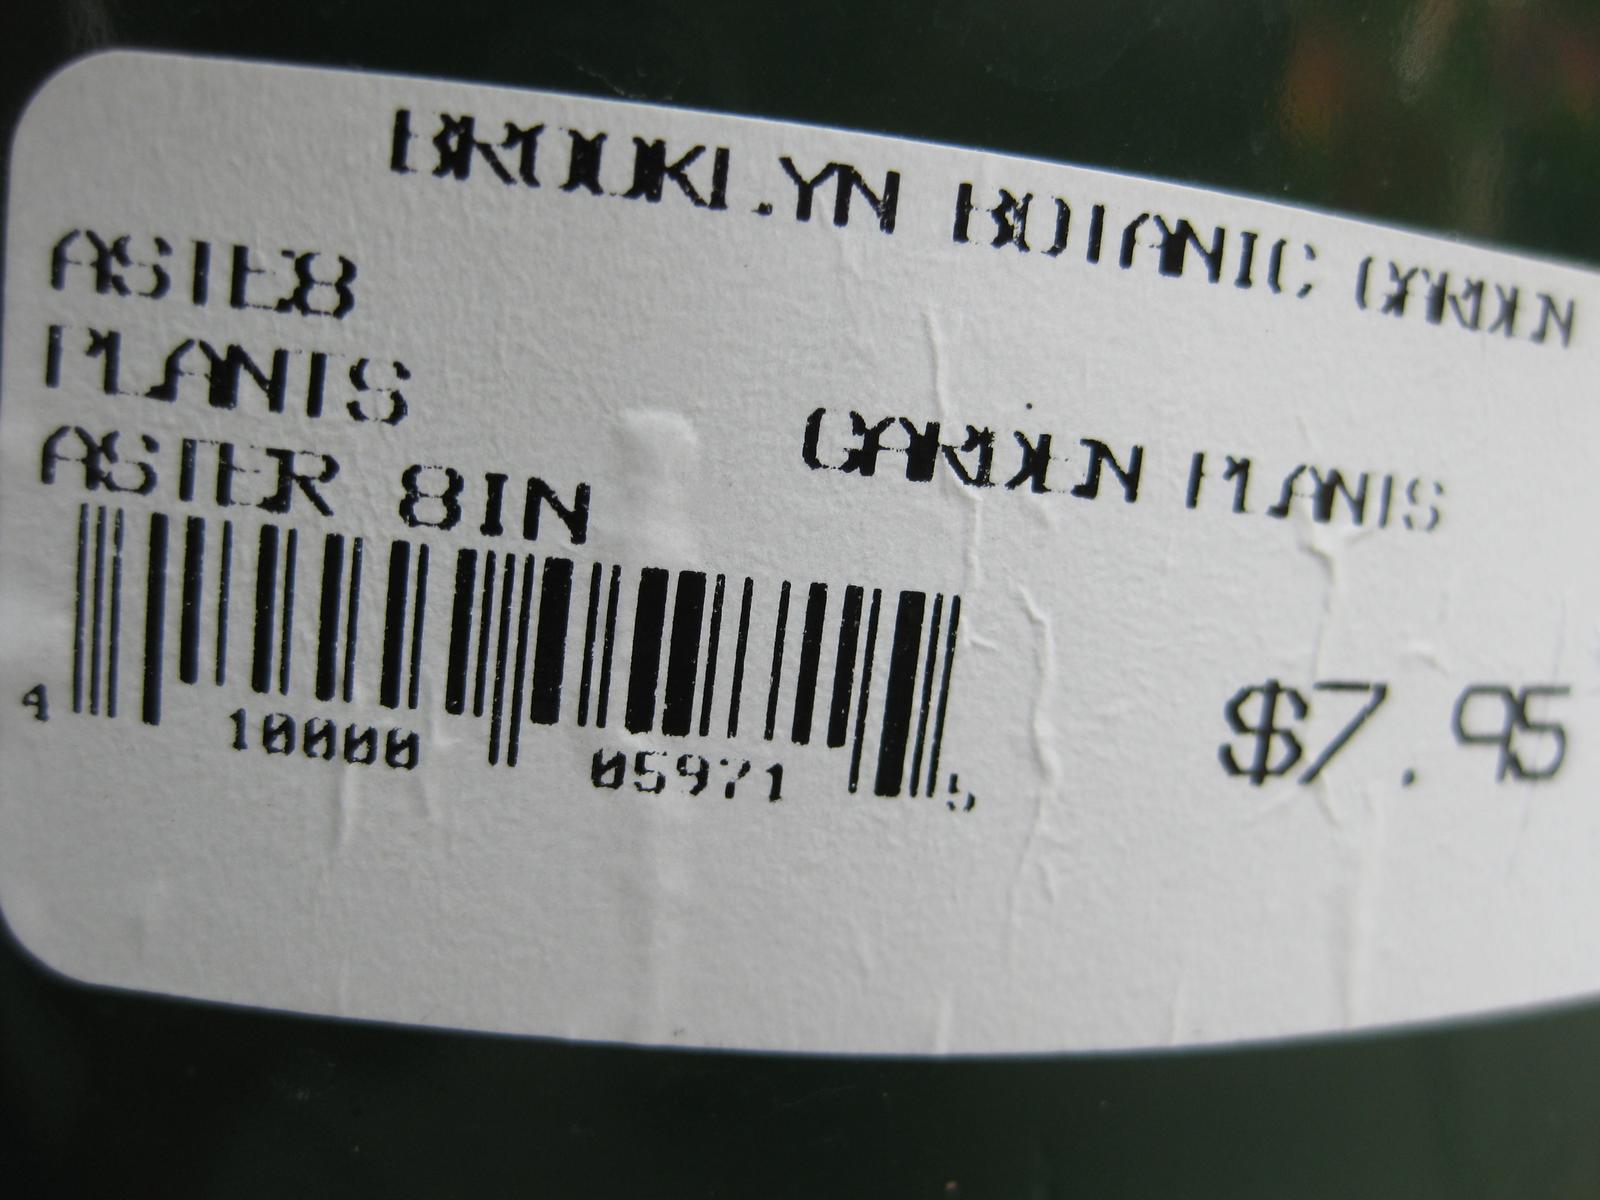 BROOKLYN BOTANIC GARDEN
ASTE8
PLANTS
GARDEN PLANTS
ASTER 8IN
4 10000 05971 5
$7.95